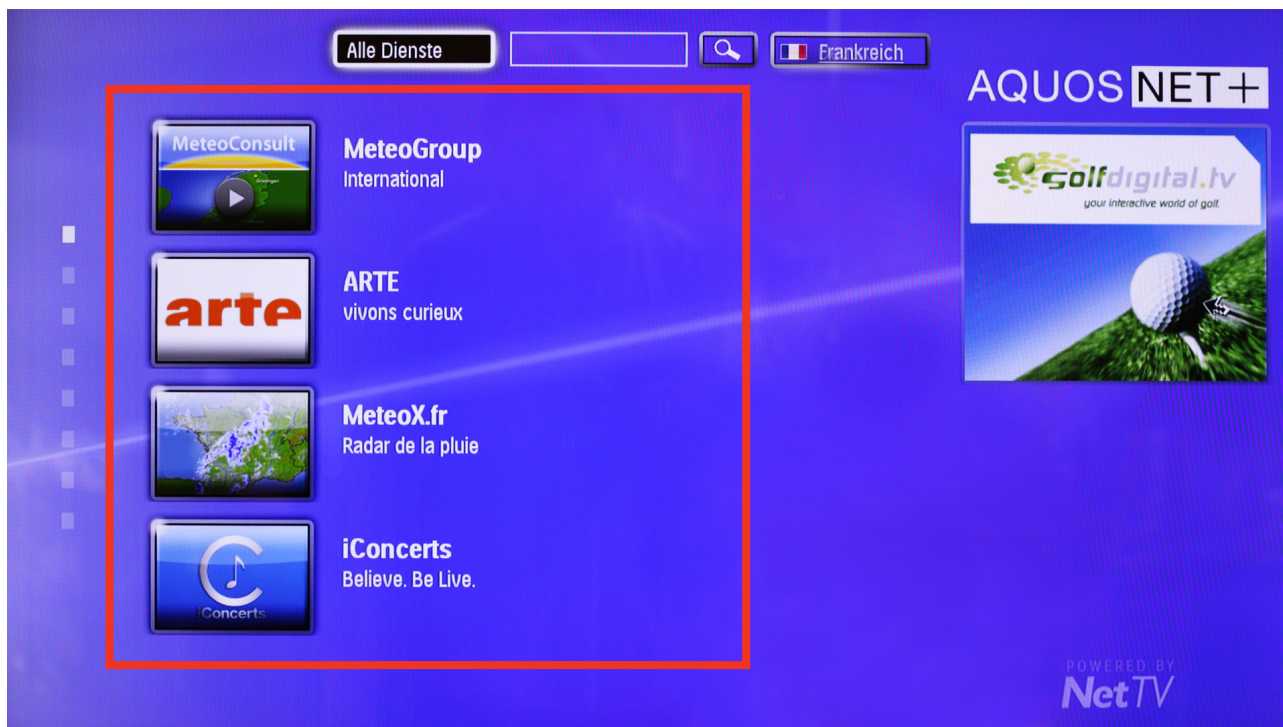 Alle Dienste
Frankreich
AQUOS NET+
MeteoConsult
MeteoGroup
International
golfdigital.tv
your interactive world of golf.
arte
ARTE
vivons curieux
MeteoX.fr
Radar de la pluie
iConcerts
Believe. Be Live.
iConcerts
POWERED BY
NetTV